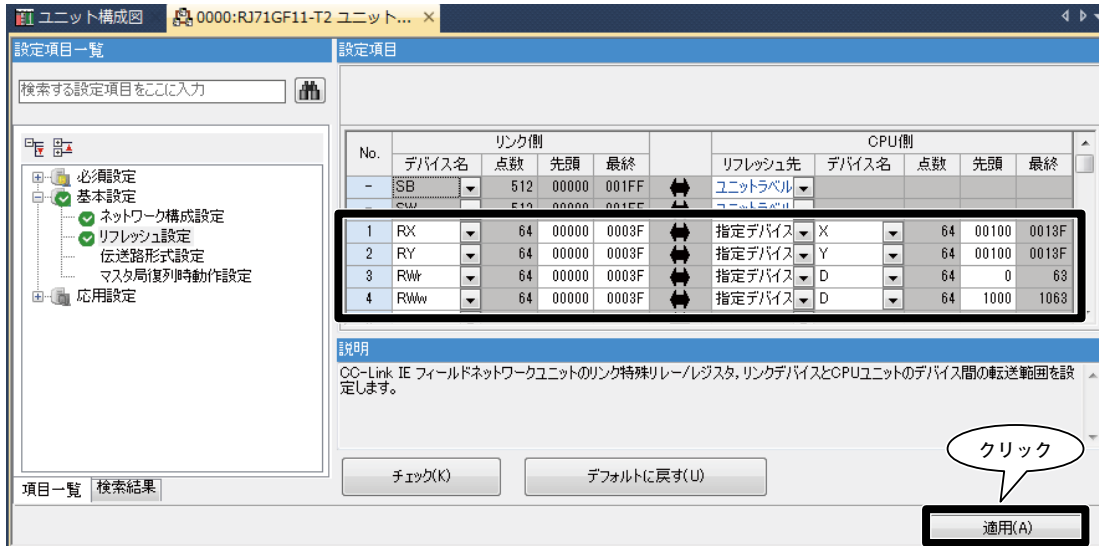 ユニット構成図
0000:RJ71GF11-T2 ユニット... ×
設定項目一覧
検索する設定項目をここに入力
必須設定
基本設定
ネットワーク構成設定
リフレッシュ設定
伝送路形式設定
マスタ局復列時動作設定
応用設定
項目一覧 検索結果
設定項目
No. リンク側 CPU側
デバイス名 点数 先頭 最終 リフレッシュ先 デバイス名 点数 先頭 最終
- SB 512 00000 001FF ユニットラベル
- SW 512 00000 001FF ユニットラベル
1 RX 64 00000 0003F 指定デバイス X 64 00100 0013F
2 RY 64 00000 0003F 指定デバイス Y 64 00100 0013F
3 RWr 64 00000 0003F 指定デバイス D 64 0 63
4 RWw 64 00000 0003F 指定デバイス D 64 1000 1063
説明
CC-Link IE フィールドネットワークユニットのリンク特殊リレー/レジスタ, リンクデバイスとCPUユニットのデバイス間の転送範囲を設
定します。
チェック(K) デフォルトに戻す(U)
クリック
適用(A)